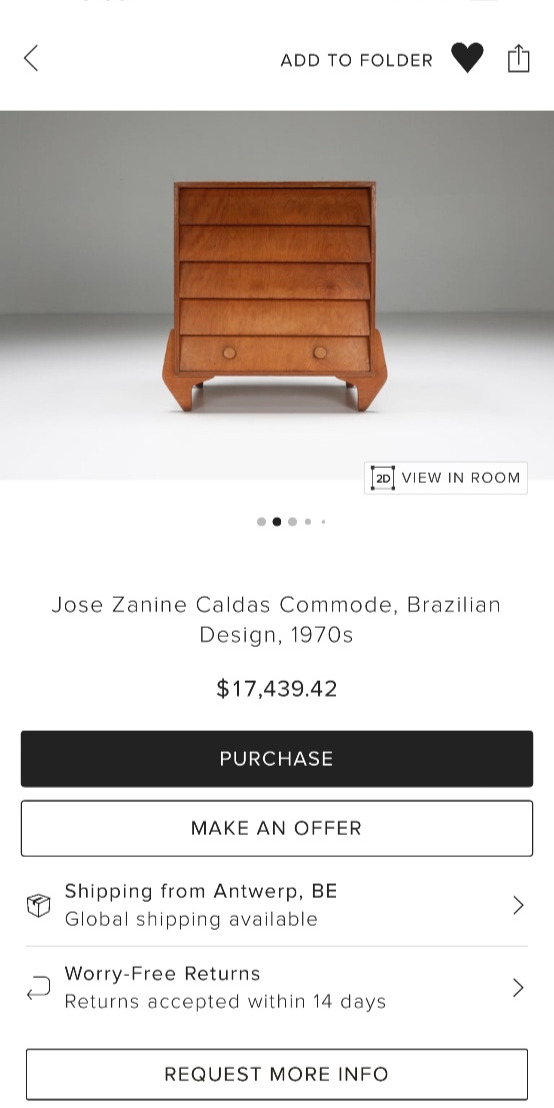 ADD TO FOLDER
2D VIEW IN ROOM
Jose Zanine Caldas Commode, Brazilian
Design, 1970s
$17,439.42
PURCHASE
MAKE AN OFFER
Shipping from Antwerp, BE
Global shipping available
Worry-Free Returns
Returns accepted within 14 days
REQUEST MORE INFO